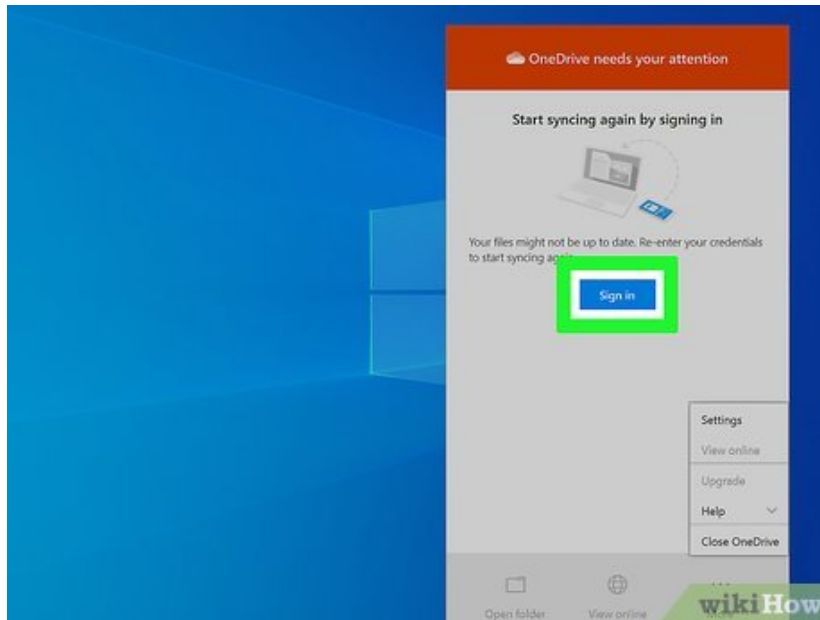 OneDrive needs your attention
Start syncing again by signing in
Your files might not be up to date. Re-enter your credentials
to start syncing again
Sign in
Settings
View online
Upgrade
Help
Close OneDrive
Open folder
View online
wikiHow